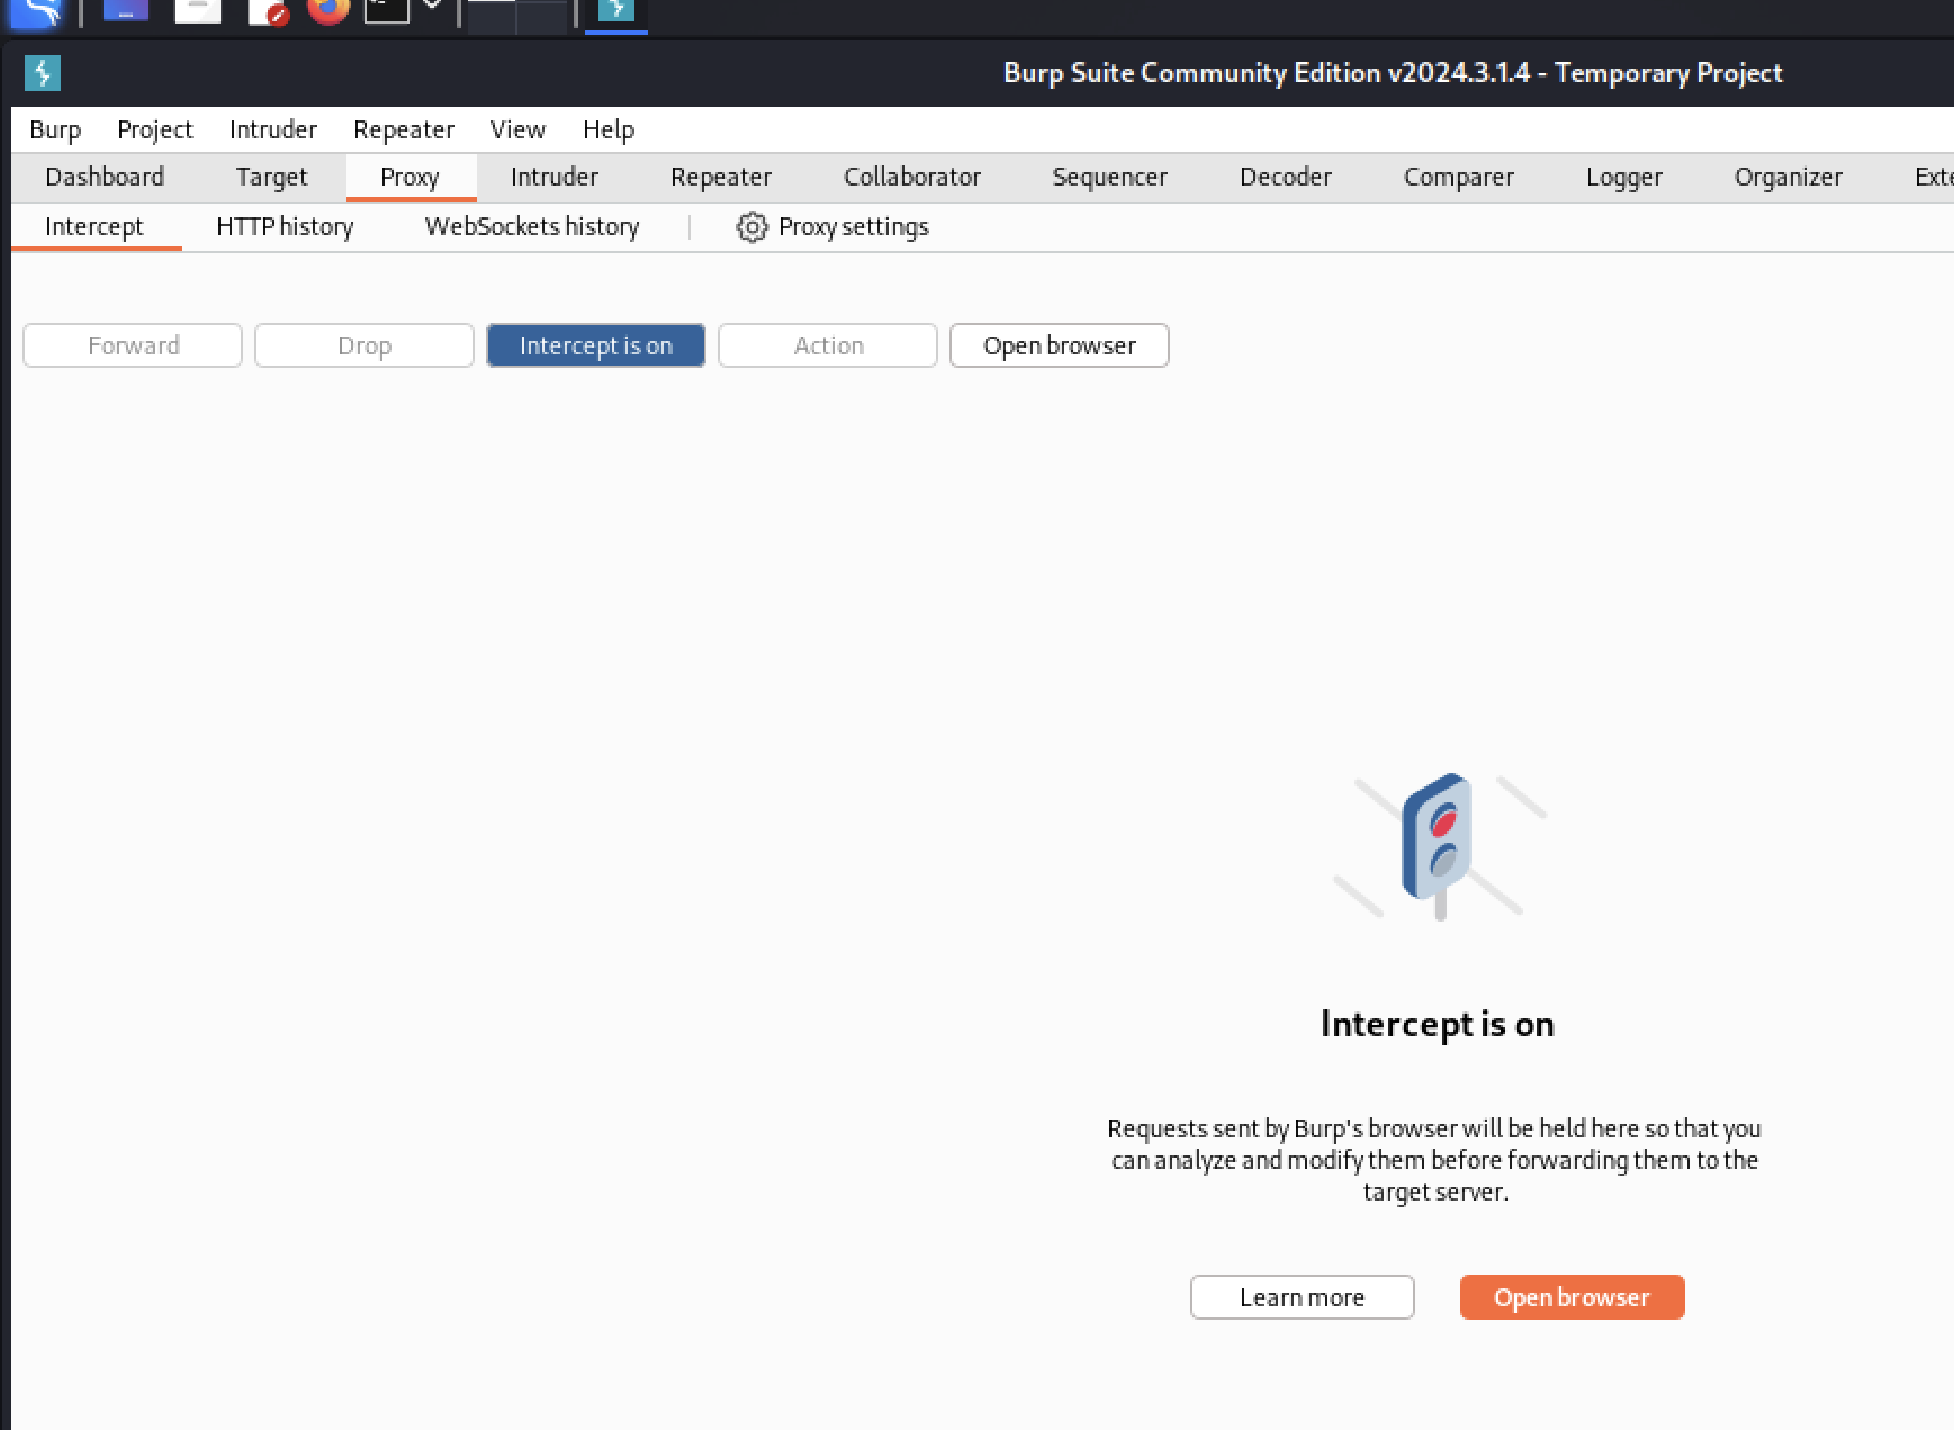 Burp Suite Community Edition v2024.3.1.4 - Temporary Project
Burp Project Intruder Repeater View Help
Dashboard Target Proxy Intruder Repeater Collaborator Sequencer Decoder Comparer Logger Organizer
Intercept HTTP history WebSockets history Proxy settings
Forward Drop Intercept is on Action Open browser
Intercept is on
Requests sent by Burp's browser will be held here so that you
can analyze and modify them before forwarding them to the
target server.
Learn more Open browser